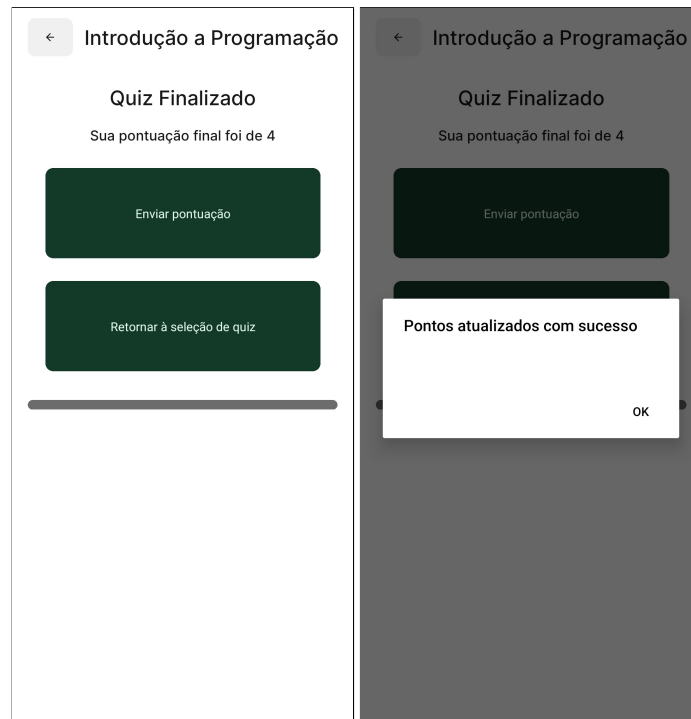 ← Introdução a Programação
Quiz Finalizado
Sua pontuação final foi de 4
Enviar pontuação
Retornar à seleção de quiz
← Introdução a Programação
Quiz Finalizado
Sua pontuação final foi de 4
Enviar pontuação
Pontos atualizados com sucesso
OK